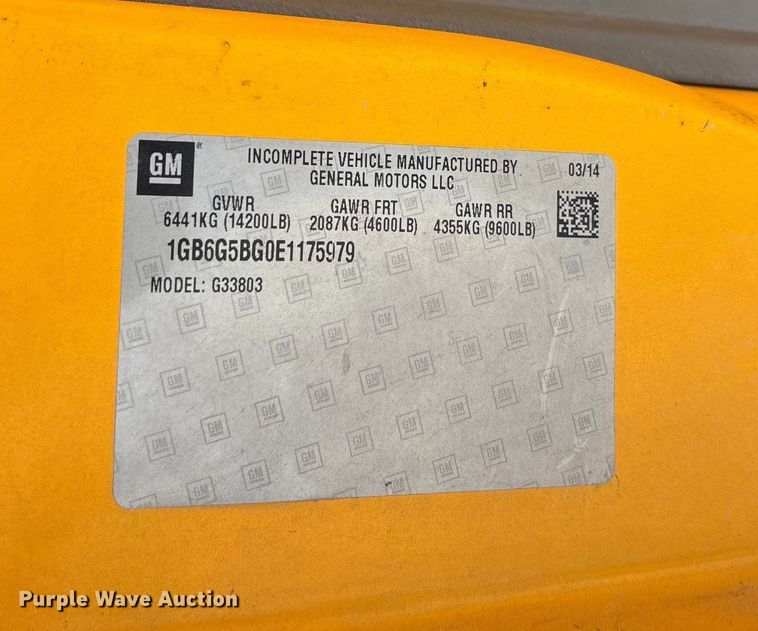 GM
INCOMPLETE VEHICLE MANUFACTURED BY
GENERAL MOTORS LLC
03/14
GVWR GAWR FRT GAWR RR
6441KG (14200LB) 2087KG (4600LB) 4355KG (9600LB)
1GB6G5BG0E1175979
MODEL: G33803
Purple Wave Auction